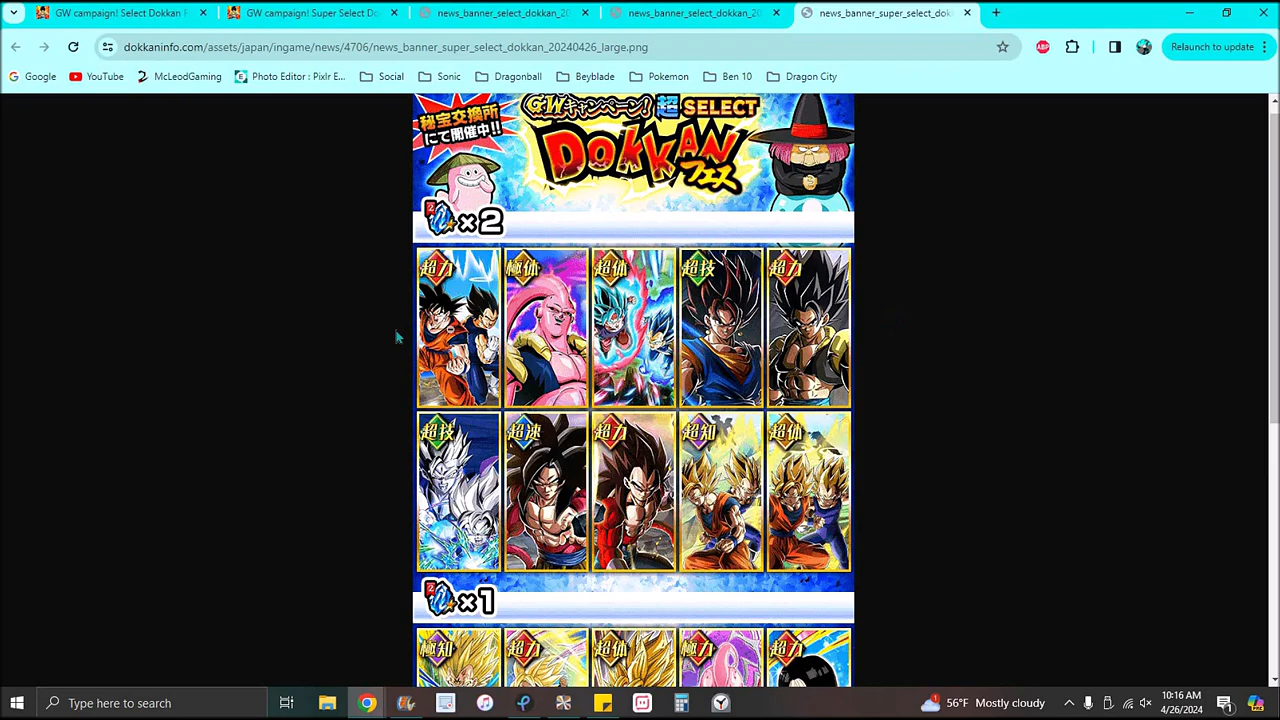 GW campaign! Select Dokkan F
GW campaign! Super Select Do
news_banner_select_dokkan_20
news_banner_select_dokkan_20
news_banner_super_select_dok
dokkaninfo.com/assets/japan/ingame/news/4706/news_banner_super_select_dokkan_20240426_large.png
ABP
Relaunch to update
Google
YouTube
McLeodGaming
Photo Editor : Pixlr E...
Social
Sonic
Dragonball
Beyblade
Pokemon
Ben 10
Dragon City
秘宝交換所
にて開催中!!
GWキャンペーン! 超 SELECT
DOKKAN
フェス
2 ×2
超力 極体 超体 超技 超力
超技 超速 超力 超知 超体
2 ×1
極知 超力 超体 極力 超力
Type here to search
1
56°F Mostly cloudy
10:16 AM
4/26/2024